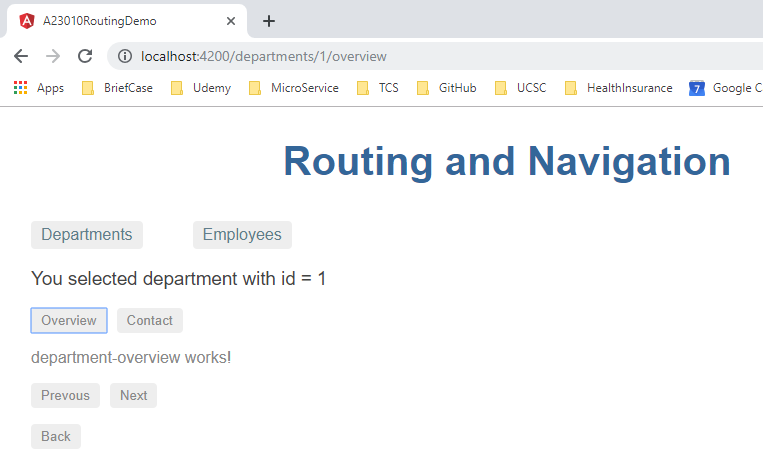 A23010RoutingDemo
localhost:4200/departments/1/overview
Apps BriefCase Udemy MicroService TCS GitHub UCSC HealthInsurance 7 Google C
Routing and Navigation
Departments Employees
You selected department with id = 1
Overview Contact
department-overview works!
Prevous Next
Back